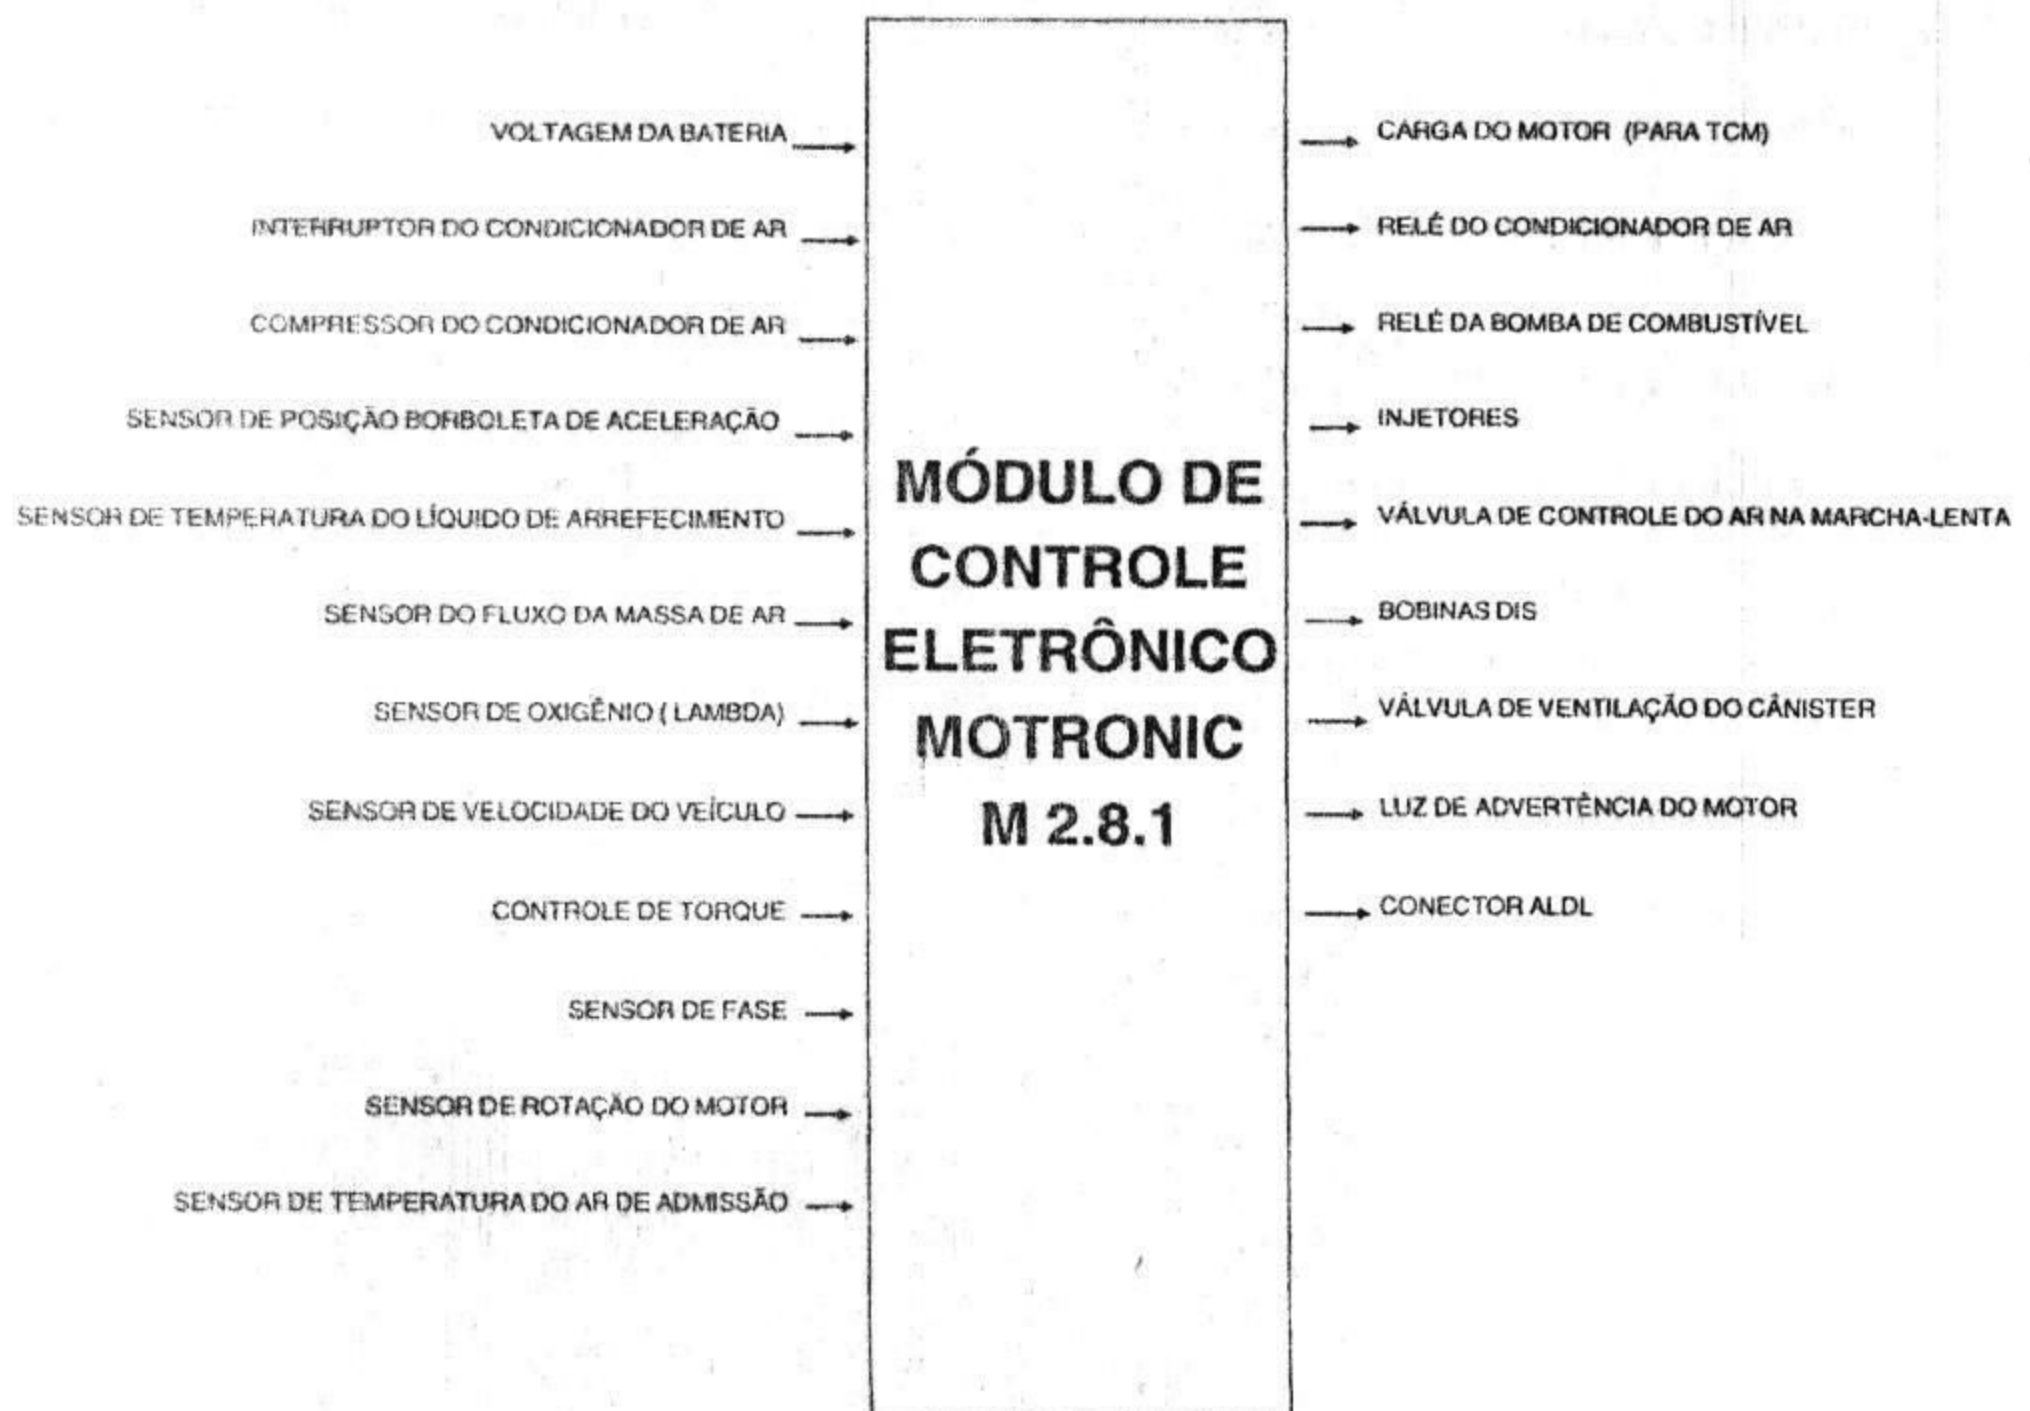 VOLTAGEM DA BATERIA
INTERRUPTOR DO CONDICIONADOR DE AR
COMPRESSOR DO CONDICIONADOR DE AR
SENSOR DE POSIÇÃO BORBOLETA DE ACELERAÇÃO
SENSOR DE TEMPERATURA DO LÍQUIDO DE ARREFECIMENTO
SENSOR DO FLUXO DA MASSA DE AR
SENSOR DE OXIGÊNIO ( LAMBDA)
SENSOR DE VELOCIDADE DO VEÍCULO
CONTROLE DE TORQUE
SENSOR DE FASE
SENSOR DE ROTAÇÃO DO MOTOR
SENSOR DE TEMPERATURA DO AR DE ADMISSÃO
MÓDULO DE
CONTROLE
ELETRÔNICO
MOTRONIC
M 2.8.1
CARGA DO MOTOR (PARA TCM)
RELÉ DO CONDICIONADOR DE AR
RELÉ DA BOMBA DE COMBUSTÍVEL
INJETORES
VÁLVULA DE CONTROLE DO AR NA MARCHA-LENTA
BOBINAS DIS
VÁLVULA DE VENTILAÇÃO DO CÂNISTER
LUZ DE ADVERTÊNCIA DO MOTOR
CONECTOR ALDL